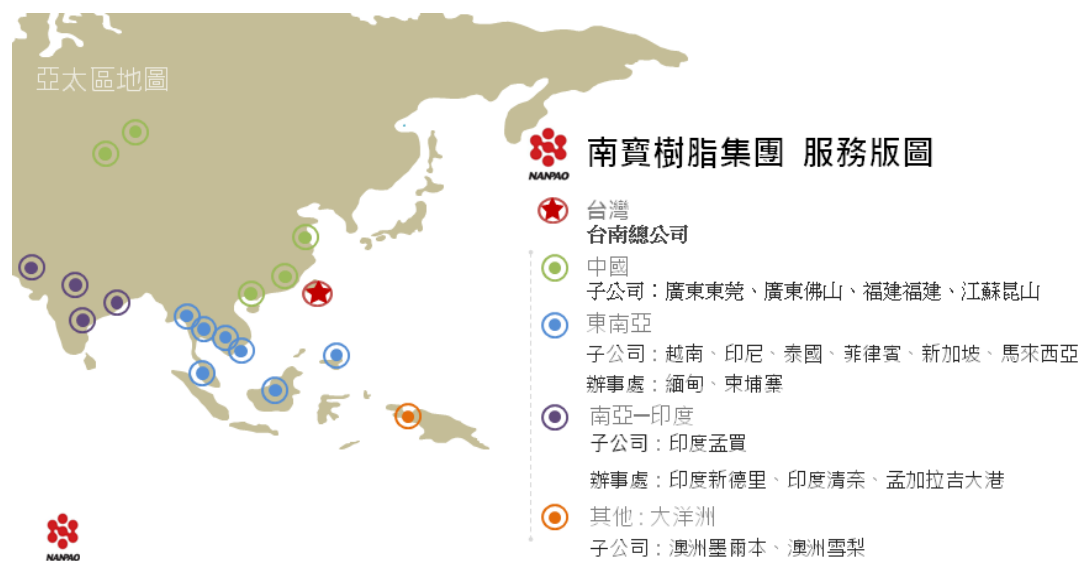 亞太區地圖
NANPAO
南寶樹脂集團 服務版圖
台灣
台南總公司
中國
子公司：廣東東莞、廣東佛山、福建福建、江蘇昆山
東南亞
子公司：越南、印尼、泰國、菲律賓、新加坡、馬來西亞
辦事處：緬甸、柬埔寨
南亞─印度
子公司：印度孟買
辦事處：印度新德里、印度清奈、孟加拉吉大港
其他：大洋洲
子公司：澳洲墨爾本、澳洲雪梨
NANPAO